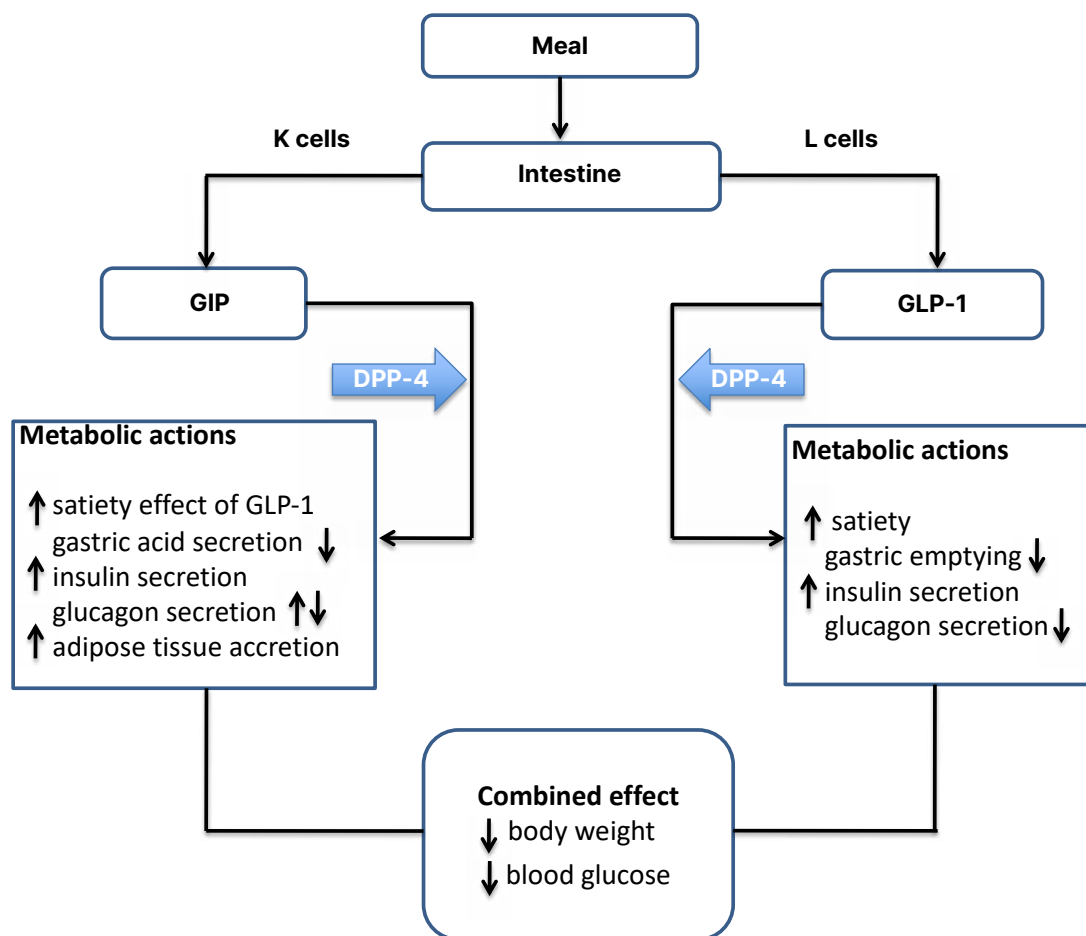 Meal
K cells
L cells
Intestine
GIP
GLP-1
DPP-4
DPP-4
Metabolic actions
↑ satiety effect of GLP-1
gastric acid secretion ↓
↑ insulin secretion
glucagon secretion ↑↓
↑ adipose tissue accretion
Metabolic actions
↑ satiety
gastric emptying ↓
↑ insulin secretion
glucagon secretion ↓
Combined effect
↓ body weight
↓ blood glucose